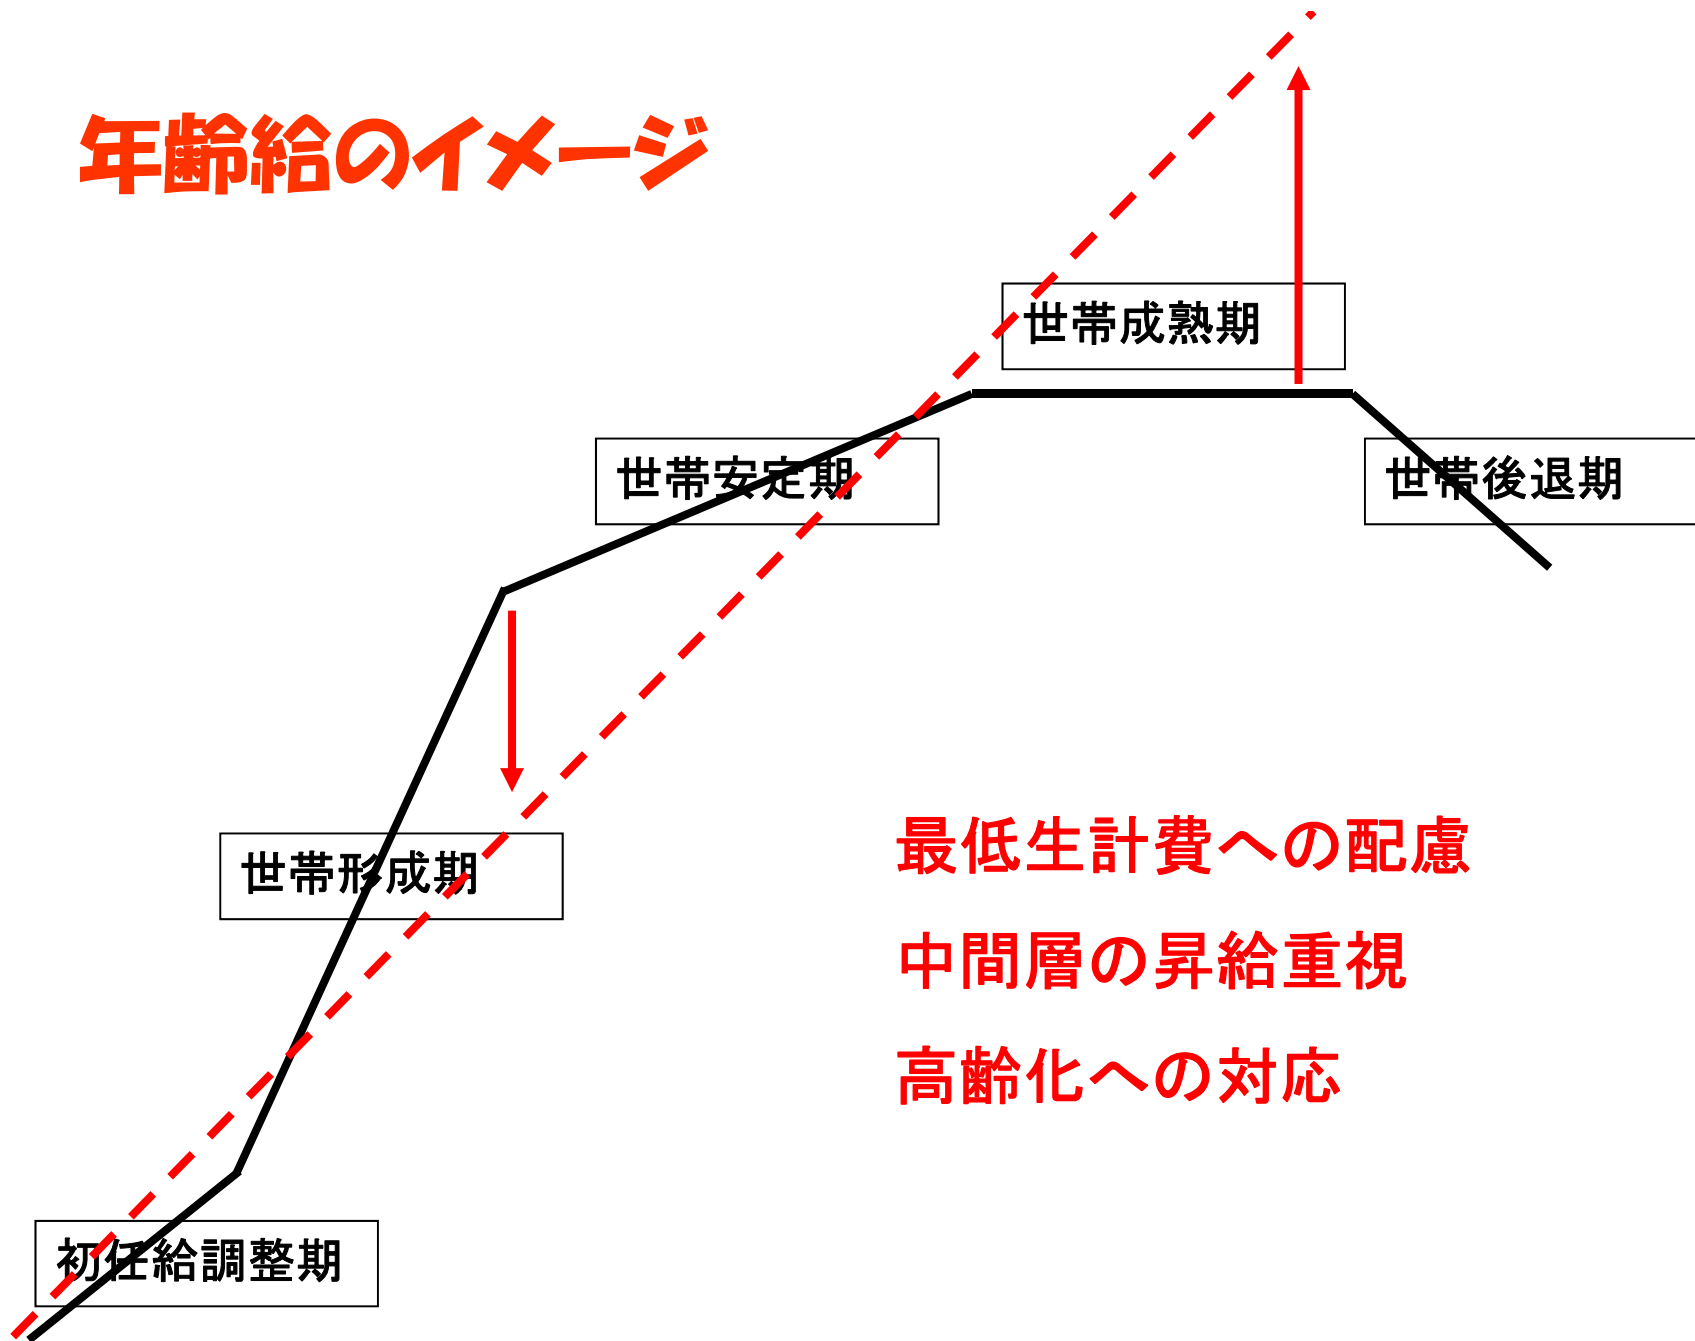 年齢給のイメージ
世帯成熟期
世帯安定期
世帯後退期
世帯形成期
最低生計費への配慮
中間層の昇給重視
高齢化への対応
初任給調整期